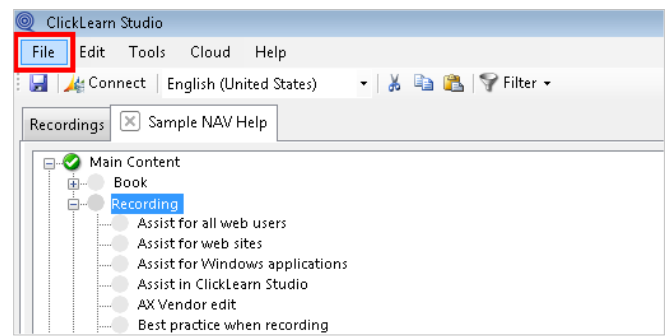 ClickLearn Studio
File Edit Tools Cloud Help
Connect English (United States) Filter
Recordings Sample NAV Help
Main Content
Book
Recording
Assist for all web users
Assist for web sites
Assist for Windows applications
Assist in ClickLearn Studio
AX Vendor edit
Best practice when recording